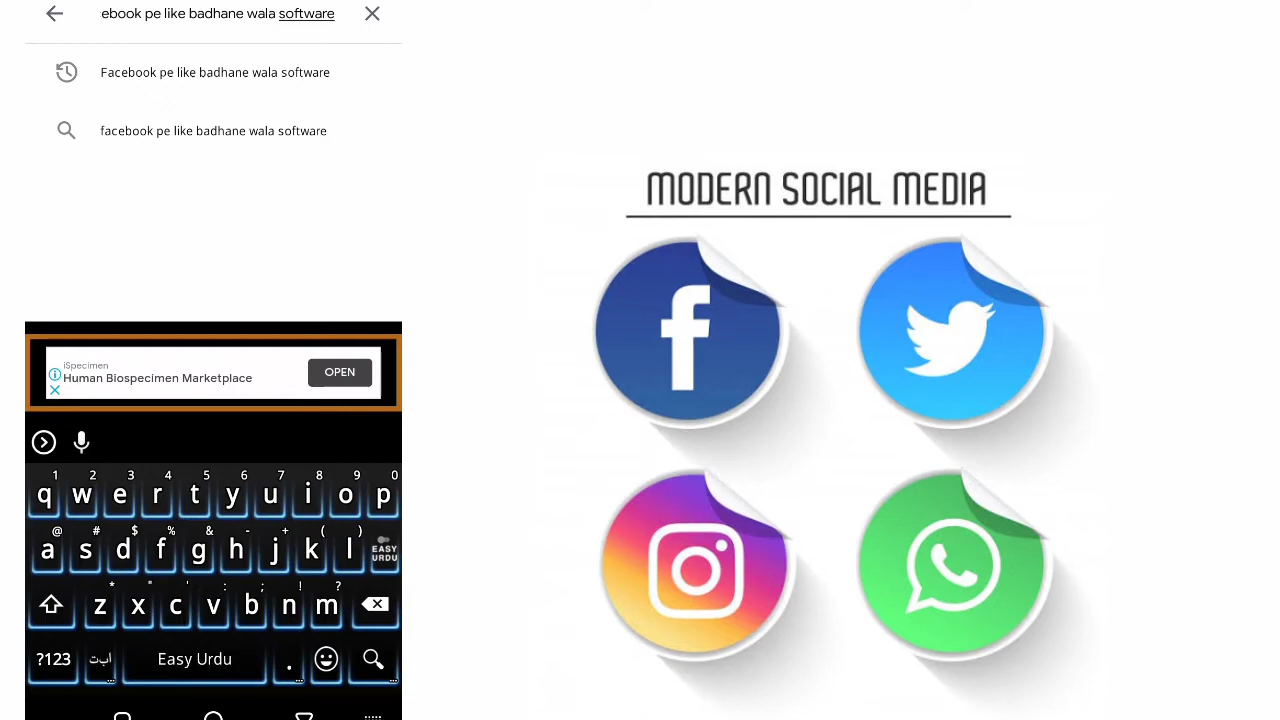 ebook pe like badhane wala software
Facebook pe like badhane wala software
facebook pe like badhane wala software
MODERN SOCIAL MEDIA
iSpecimen
Human Biospecimen Marketplace
OPEN
1 2 3 4 5 6 7 8 9 0
q w e r t y u i o p
@ # $ % & - + ( )
a s d f g h j k l EASY URDU
* " ' : ; ! ?
z x c v b n m
?123 اب‌ت Easy Urdu .